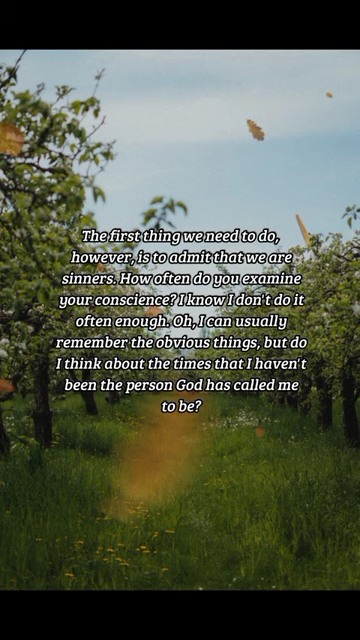 The first thing we need to do,
however, is to admit that we are
sinners. How often do you examine
your conscience? I know I don't do it
often enough. Oh, I can usually
remember the obvious things, but do
I think about the times that I haven't
been the person God has called me
to be?